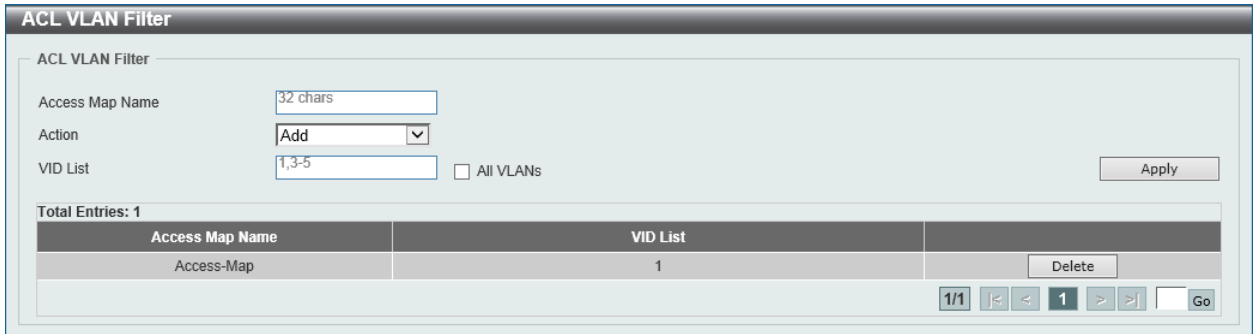 ACL VLAN Filter
ACL VLAN Filter
Access Map Name 32 chars
Action Add
VID List 1,3-5 All VLANs Apply
Total Entries: 1
Access Map Name VID List
Access-Map 1 Delete
1/1 |< < 1 > >| Go